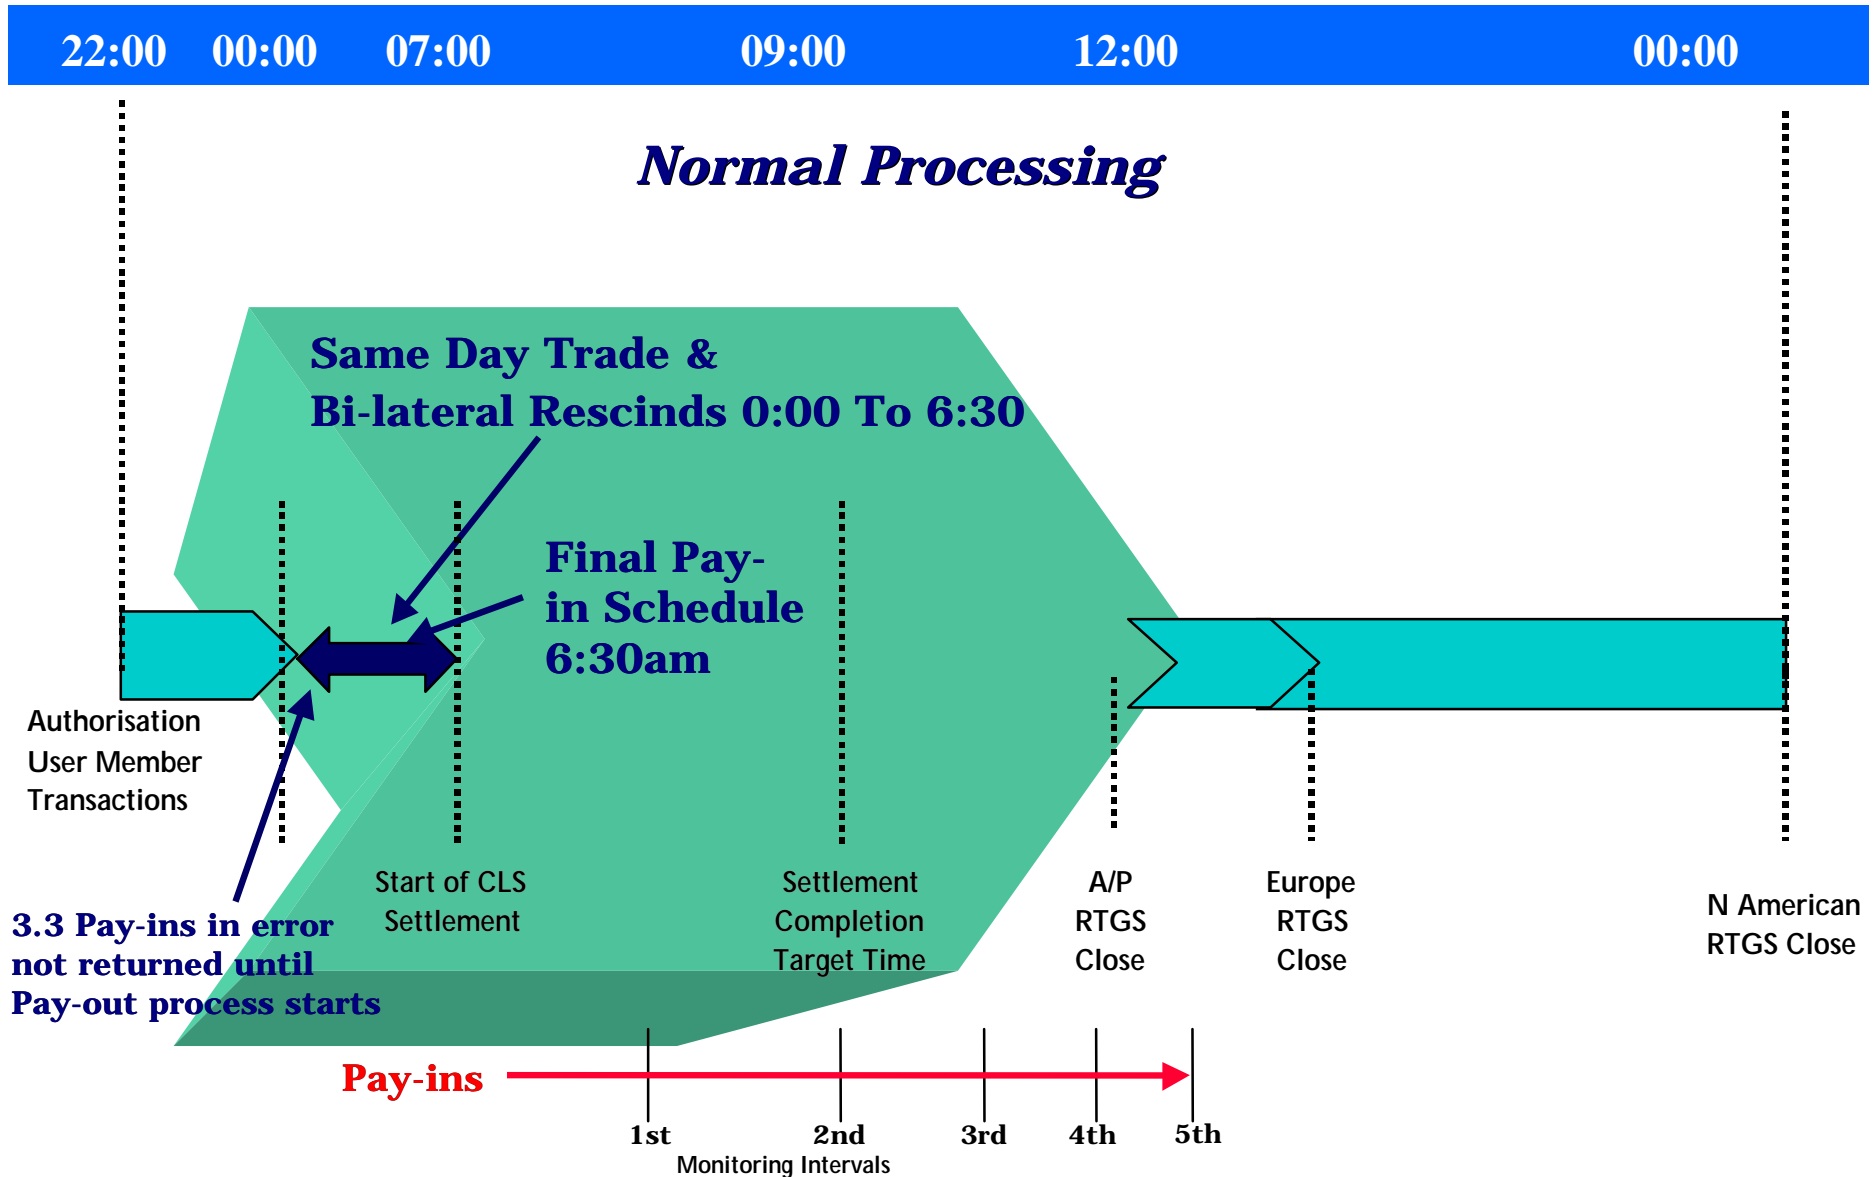 22:00 00:00 07:00 09:00 12:00 00:00
Normal Processing
Same Day Trade &
Bi-lateral Rescinds 0:00 To 6:30
Final Pay-
in Schedule
6:30am
Authorisation
User Member
Transactions
3.3 Pay-ins in error
not returned until
Pay-out process starts
Start of CLS
Settlement
Settlement
Completion
Target Time
A/P
RTGS
Close
Europe
RTGS
Close
N American
RTGS Close
Pay-ins
1st 2nd 3rd 4th 5th
Monitoring Intervals